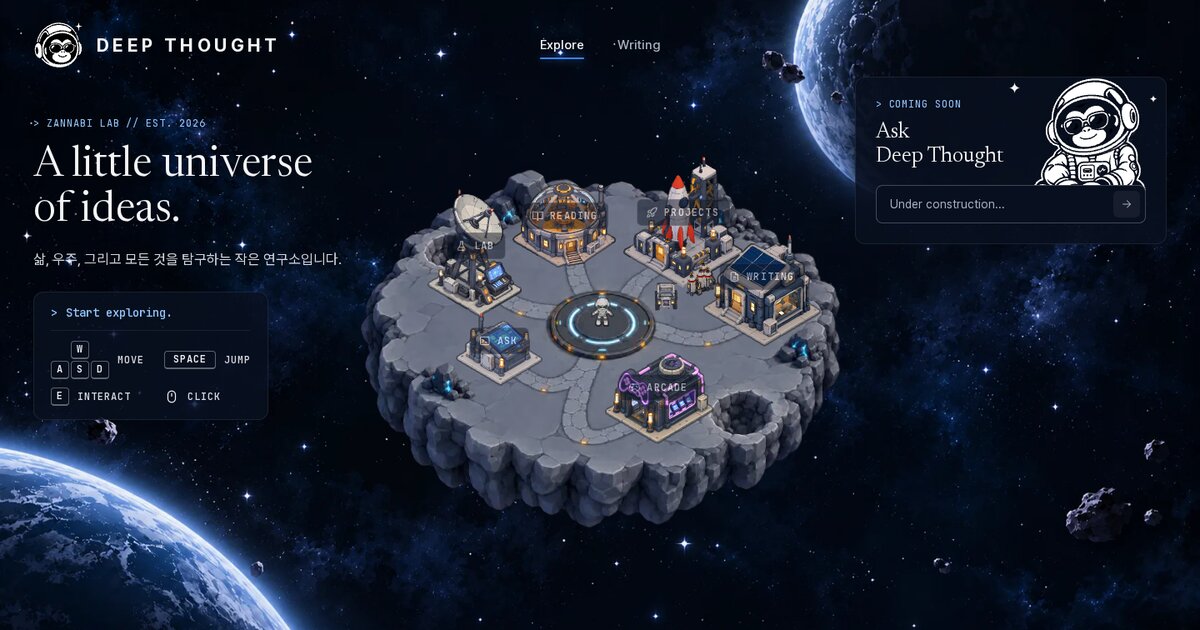 DEEP THOUGHT
Explore
Writing
> ZANNABI LAB // EST. 2026
A little universe
of ideas.
삶, 우주, 그리고 모든 것을 탐구하는 작은 연구소입니다.
> Start exploring.
W
A S D
MOVE
SPACE
JUMP
E
INTERACT
CLICK
READING
PROJECTS
LAB
WRITING
ASK
ARCADE
> COMING SOON
Ask
Deep Thought
Under construction...
→